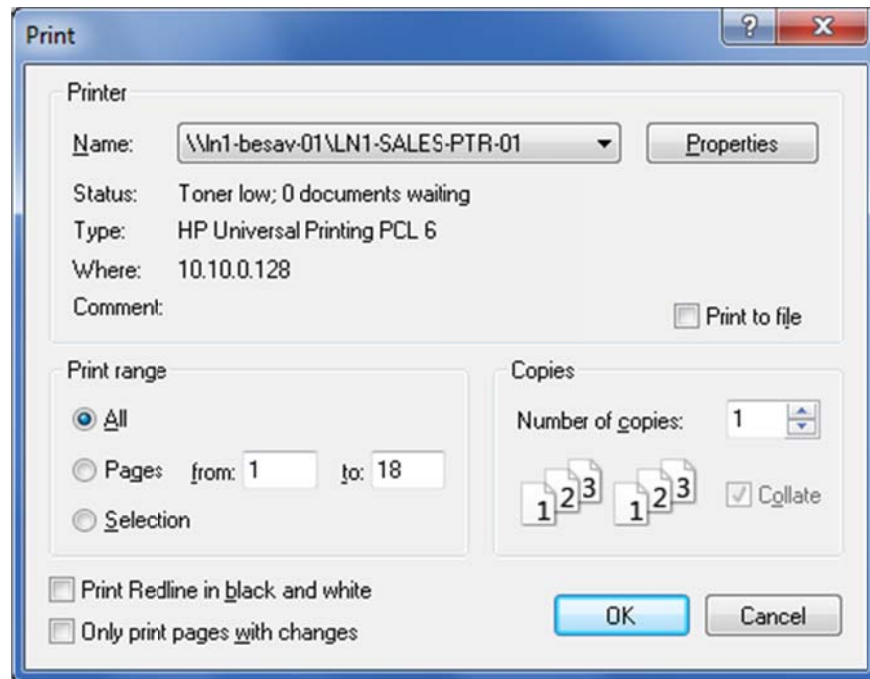 Print
Printer
Name: \\ln1-besav-01\LN1-SALES-PTR-01 Properties
Status: Toner low; 0 documents waiting
Type: HP Universal Printing PCL 6
Where: 10.10.0.128
Comment:
Print to file
Print range
All
Pages from: 1 to: 18
Selection
Copies
Number of copies: 1
1 2 3 1 2 3
Collate
Print Redline in black and white
Only print pages with changes
OK Cancel